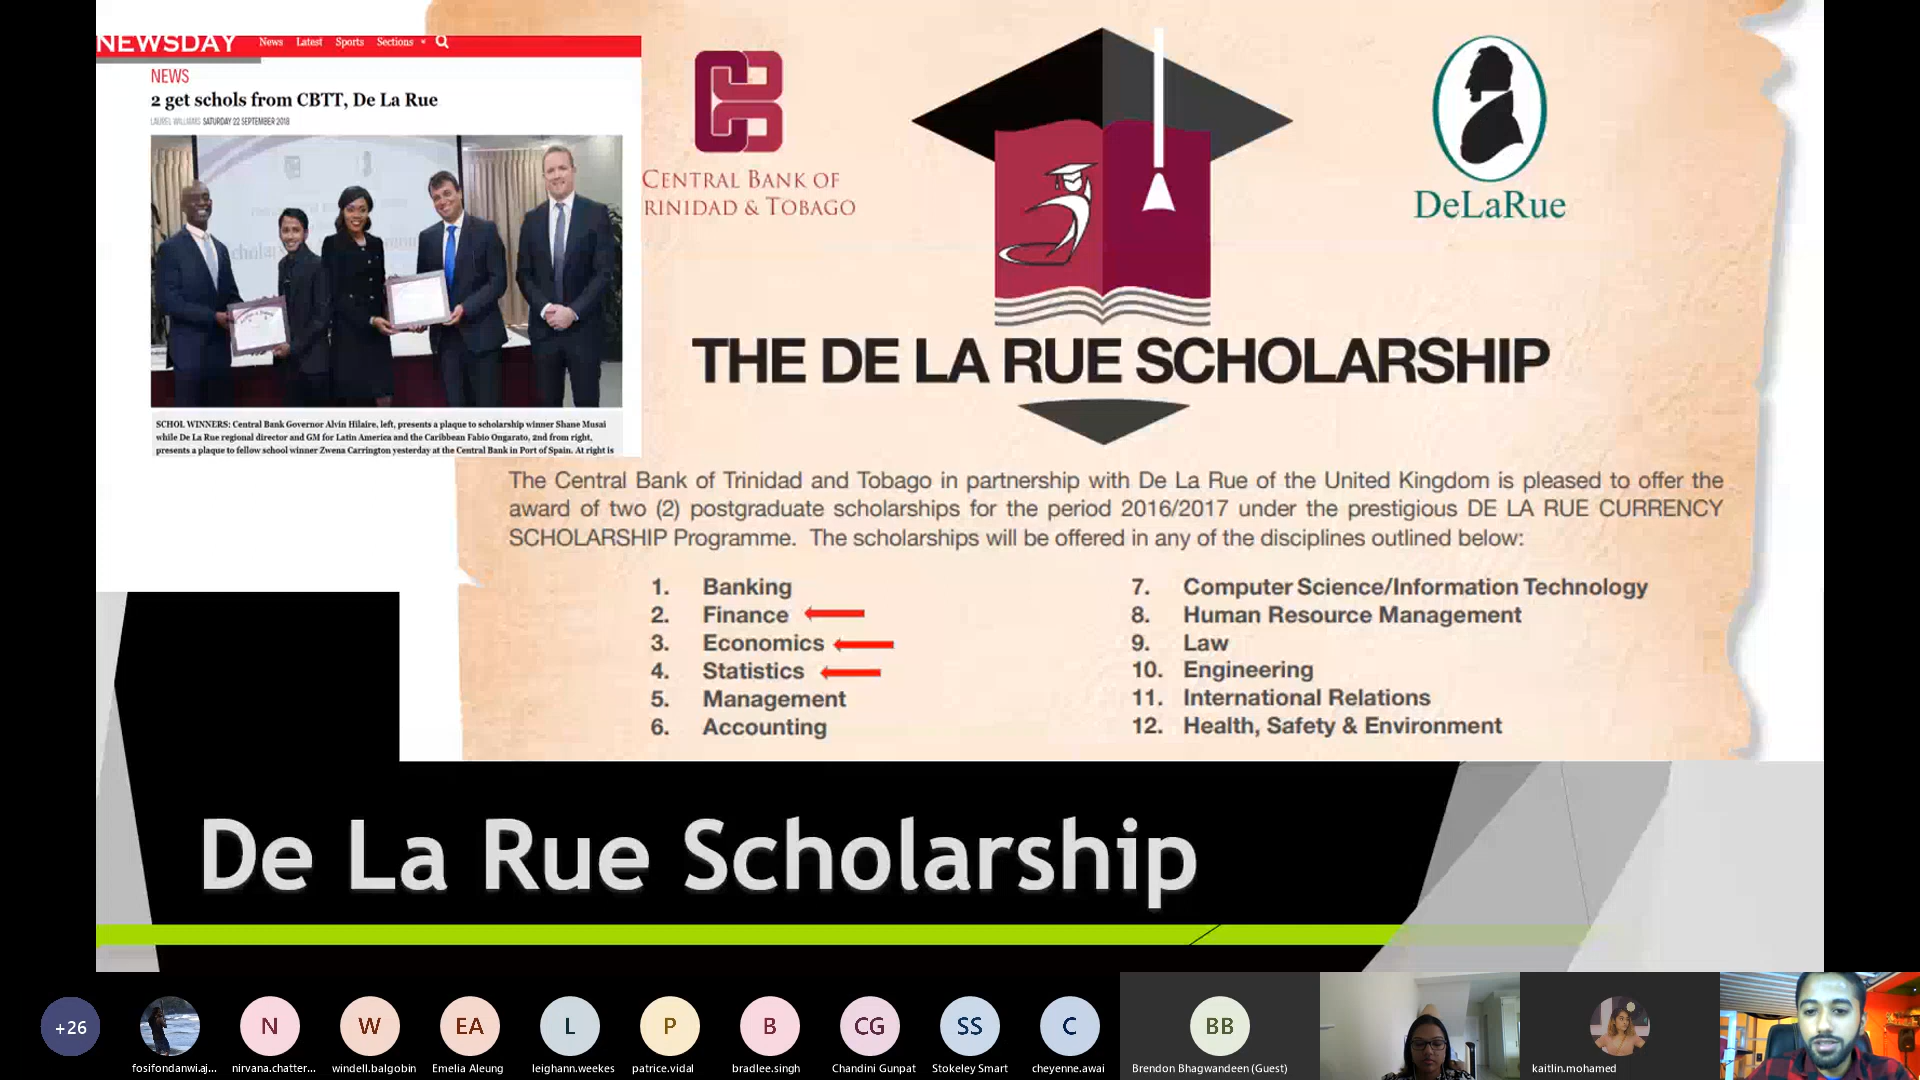 NEWSDAY
News Latest Sports Sections
NEWS
2 get schols from CBTT, De La Rue
LAUREL WILLIAMS SATURDAY 22 SEPTEMBER 2018
SCHOL WINNERS: Central Bank Governor Alvin Hilaire, left, presents a plaque to scholarship winner Shane Musai
while De La Rue regional director and GM for Latin America and the Caribbean Fabio Ongarato, 2nd from right,
presents a plaque to fellow school winner Zwena Carrington yesterday at the Central Bank in Port of Spain. At right is
CENTRAL BANK OF
RINIDAD & TOBAGO
DeLaRue
THE DE LA RUE SCHOLARSHIP
The Central Bank of Trinidad and Tobago in partnership with De La Rue of the United Kingdom is pleased to offer the
award of two (2) postgraduate scholarships for the period 2016/2017 under the prestigious DE LA RUE CURRENCY
SCHOLARSHIP Programme. The scholarships will be offered in any of the disciplines outlined below:
1. Banking
2. Finance
3. Economics
4. Statistics
5. Management
6. Accounting
7. Computer Science/Information Technology
8. Human Resource Management
9. Law
10. Engineering
11. International Relations
12. Health, Safety & Environment
De La Rue Scholarship
+26
N
W
EA
L
P
B
CG
SS
C
BB
fosifondanwi.aj...
nirvana.chatter...
windell.balgobin
Emelia Aleung
leighann.weekes
patrice.vidal
bradlee.singh
Chandini Gunpat
Stokeley Smart
cheyenne.awai
Brendon Bhagwandeen (Guest)
kaitlin.mohamed